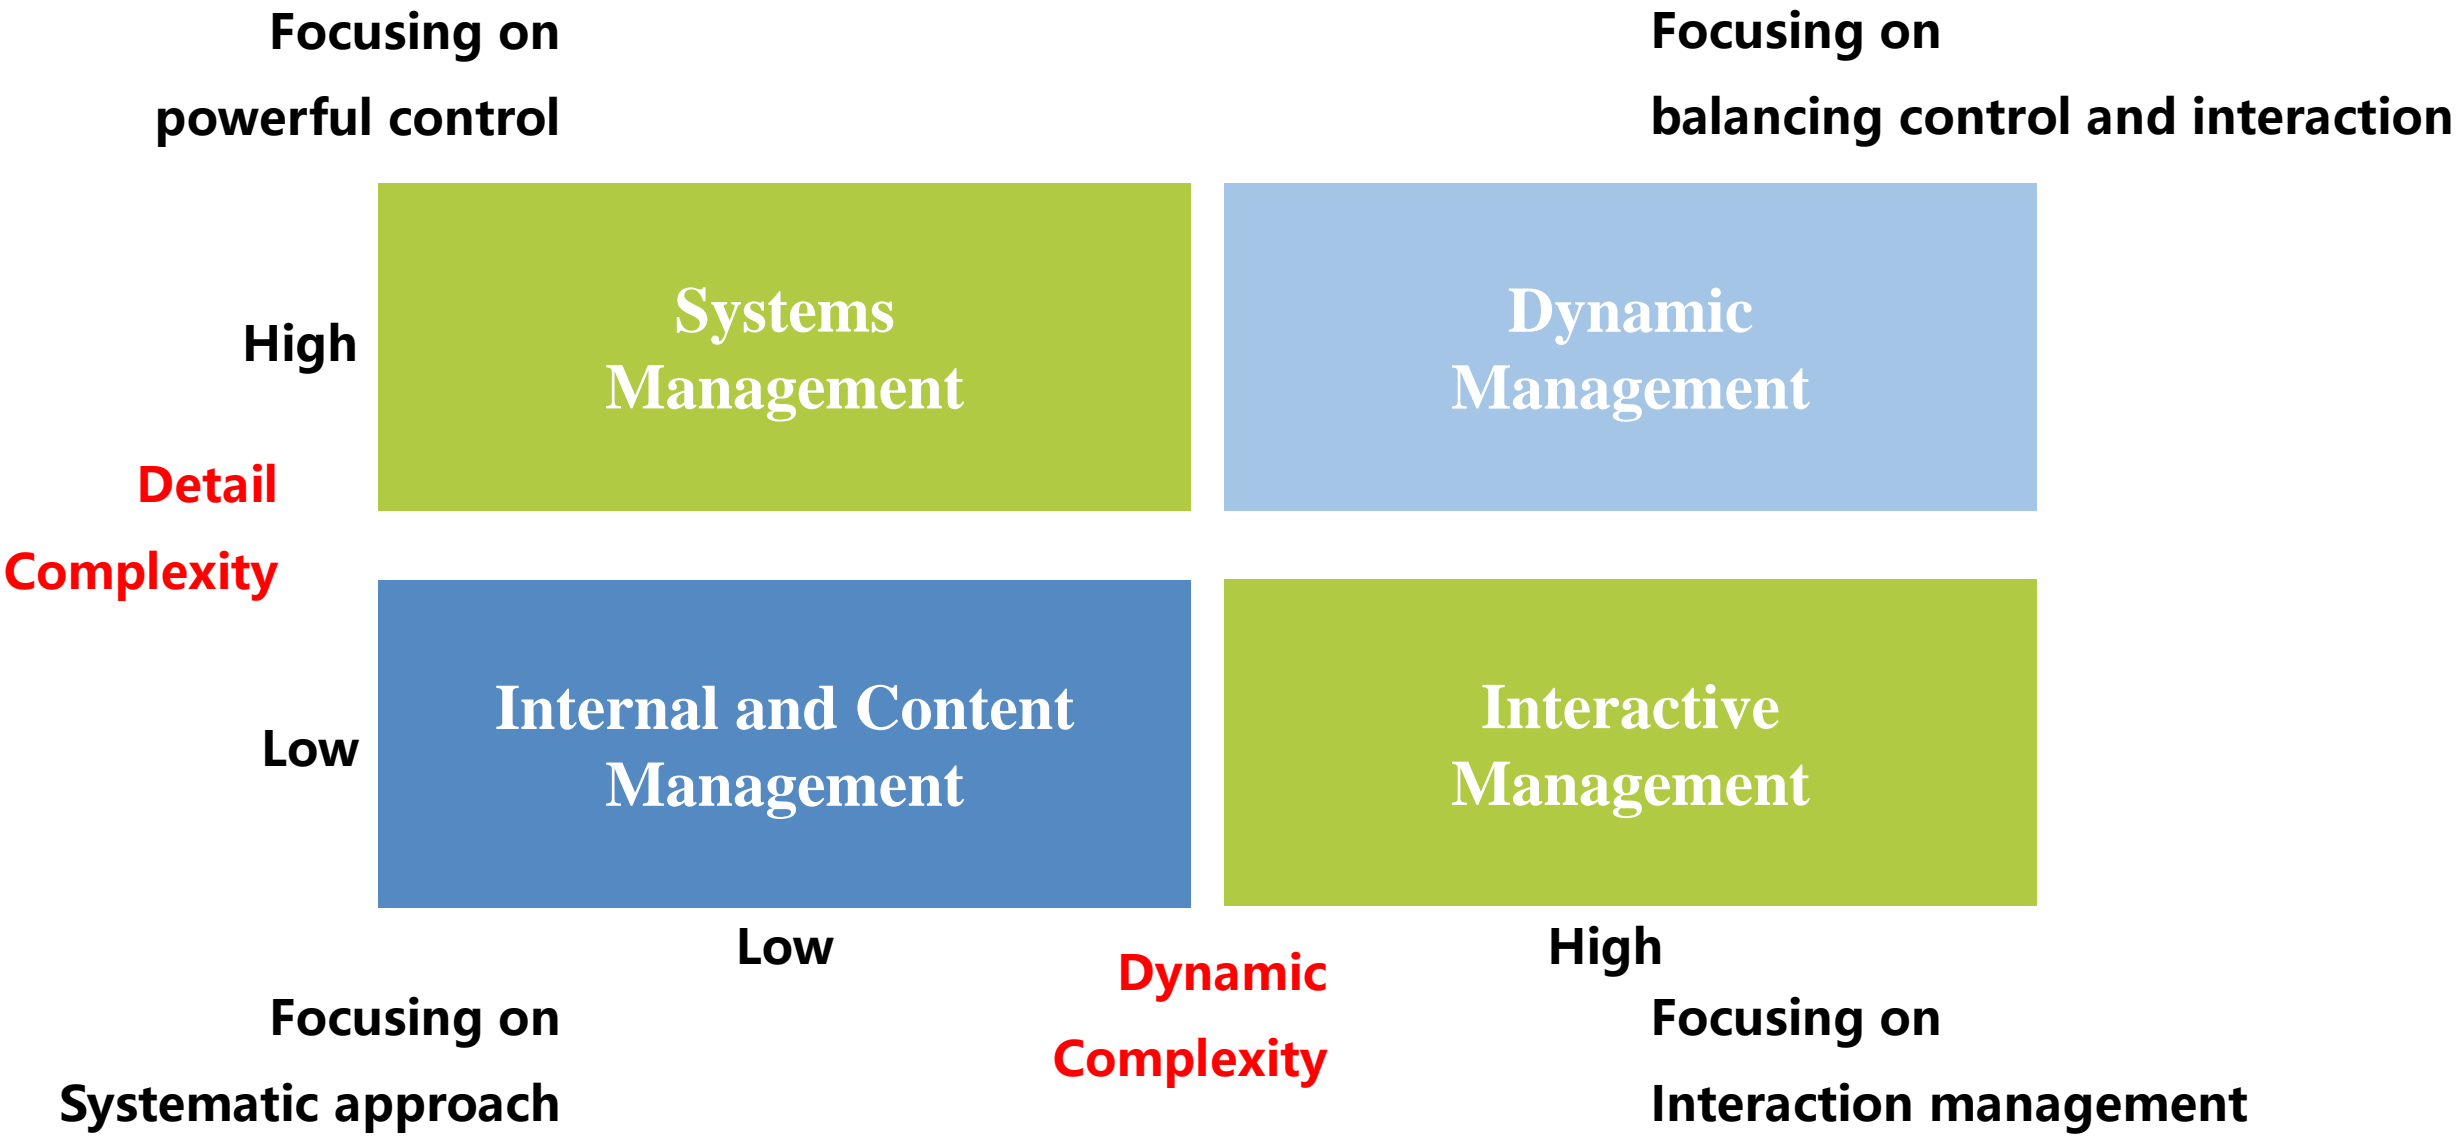 Focusing on
powerful control
Focusing on
balancing control and interaction
High
Systems
Management
Dynamic
Management
Detail
Complexity
Low
Internal and Content
Management
Interactive
Management
Low
High
Dynamic
Complexity
Focusing on
Systematic approach
Focusing on
Interaction management